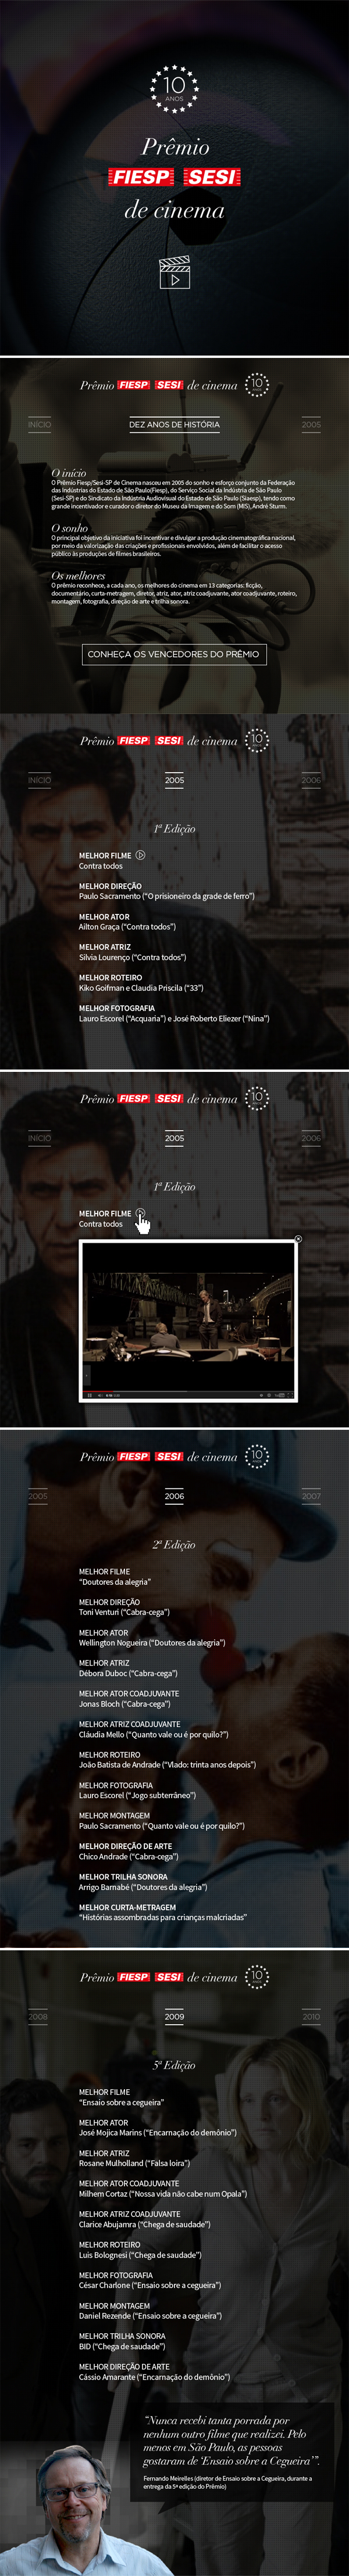 10
ANOS
Prêmio
FIESP SESI
de cinema
Prêmio FIESP SESI de cinema 10 ANOS
INÍCIO DEZ ANOS DE HISTÓRIA 2005
O início
O Prêmio Fiesp/Sesi-SP de Cinema nasceu em 2005 do sonho e esforço conjunto da Federação
das Indústrias do Estado de São Paulo(Fiesp), do Serviço Social da Indústria de São Paulo
(Sesi-SP) e do Sindicato da Indústria Audiovisual do Estado de São Paulo (Siaesp), tendo como
grande incentivador e curador o diretor do Museu da Imagem e do Som (MIS), André Sturm.
O sonho
O principal objetivo da iniciativa foi incentivar e divulgar a produção cinematográfica nacional,
por meio da valorização das criações e profissionais envolvidos, além de facilitar o acesso
público às produções de filmes brasileiros.
Os melhores
O prêmio reconhece, a cada ano, os melhores do cinema em 13 categorias: ficção,
documentário, curta-metragem, diretor, atriz, ator, atriz coadjuvante, ator coadjuvante, roteiro,
montagem, fotografia, direção de arte e trilha sonora.
CONHEÇA OS VENCEDORES DO PRÊMIO
Prêmio FIESP SESI de cinema 10 ANOS
INÍCIO 2005 2006
1ª Edição
MELHOR FILME
Contra todos
MELHOR DIREÇÃO
Paulo Sacramento (“O prisioneiro da grade de ferro”)
MELHOR ATOR
Ailton Graça (“Contra todos”)
MELHOR ATRIZ
Silvia Lourenço (“Contra todos”)
MELHOR ROTEIRO
Kiko Goifman e Claudia Priscila (“33”)
MELHOR FOTOGRAFIA
Lauro Escorel (“Acquaria”) e José Roberto Eliezer (“Nina”)
Prêmio FIESP SESI de cinema 10 ANOS
INÍCIO 2005 2006
1ª Edição
MELHOR FILME
Contra todos
Prêmio FIESP SESI de cinema 10 ANOS
2005 2006 2007
2ª Edição
MELHOR FILME
“Doutores da alegria”
MELHOR DIREÇÃO
Toni Venturi (“Cabra-cega”)
MELHOR ATOR
Wellington Nogueira (“Doutores da alegria”)
MELHOR ATRIZ
Débora Duboc (“Cabra-cega”)
MELHOR ATOR COADJUVANTE
Jonas Bloch (“Cabra-cega”)
MELHOR ATRIZ COADJUVANTE
Cláudia Mello (“Quanto vale ou é por quilo?”)
MELHOR ROTEIRO
João Batista de Andrade (“Vlado: trinta anos depois”)
MELHOR FOTOGRAFIA
Lauro Escorel (“Jogo subterrâneo”)
MELHOR MONTAGEM
Paulo Sacramento (“Quanto vale ou é por quilo?”)
MELHOR DIREÇÃO DE ARTE
Chico Andrade (“Cabra-cega”)
MELHOR TRILHA SONORA
Arrigo Barnabé (“Doutores da alegria”)
MELHOR CURTA-METRAGEM
“Histórias assombradas para crianças malcriadas”
Prêmio FIESP SESI de cinema 10 ANOS
2008 2009 2010
5ª Edição
MELHOR FILME
“Ensaio sobre a cegueira”
MELHOR ATOR
José Mojica Marins (“Encarnação do demônio”)
MELHOR ATRIZ
Rosane Mulholland (“Falsa loira”)
MELHOR ATOR COADJUVANTE
Milhem Cortaz (“Nossa vida não cabe num Opala”)
MELHOR ATRIZ COADJUVANTE
Clarice Abujamra (“Chega de saudade”)
MELHOR ROTEIRO
Luis Bolognesi (“Chega de saudade”)
MELHOR FOTOGRAFIA
César Charlone (“Ensaio sobre a cegueira”)
MELHOR MONTAGEM
Daniel Rezende (“Ensaio sobre a cegueira”)
MELHOR TRILHA SONORA
BID (“Chega de saudade”)
MELHOR DIREÇÃO DE ARTE
Cássio Amarante (“Encarnação do demônio”)
“Nunca recebi tanta porrada por
nenhum outro filme que realizei. Pelo
menos em São Paulo, as pessoas
gostaram de ‘Ensaio sobre a Cegueira’”.
Fernando Meirelles (diretor de Ensaio sobre a Cegueira, durante a
entrega da 5ª edição do Prêmio)